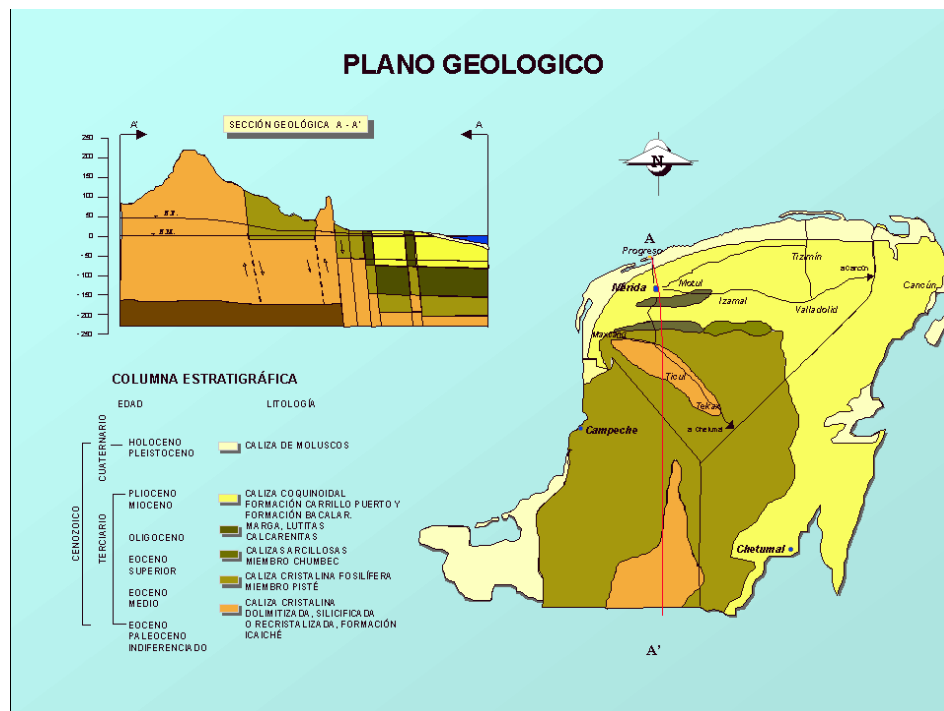 PLANO GEOLOGICO
SECCIÓN GEOLÓGICA A - A'
A'
A
250
200
150
100
50
0
-50
-100
-150
-200
-250
N
A
Progreso
Mérida
Motul
Tizmín
a Cancún
Cancún
Izamal
Valladolid
Maxcanú
Ticul
Tekax
a Chetumal
Campeche
Chetumal
A'
COLUMNA ESTRATIGRÁFICA
EDAD
LITOLOGÍA
CENOZOICO
CUATERNARIO
TERCIARIO
HOLOCENO
PLEISTOCENO
CALIZA DE MOLUSCOS
PLIOCENO
MIOCENO
CALIZA COQUINOIDAL
FORMACIÓN CARRILLO PUERTO Y
FORMACIÓN BACALAR.
OLIGOCENO
MARGA, LUTITAS
CALCARENITAS
EOCENO
SUPERIOR
CALIZAS ARCILLOSAS
MIEMBRO CHUMBEC
EOCENO
MEDIO
CALIZA CRISTALINA FOSILÍFERA
MIEMBRO PISTÉ
EOCENO
PALEOCENO
INDIFERENCIADO
CALIZA CRISTALINA
DOLIMITIZADA, SILICIFICADA
O RECRISTALIZADA, FORMACIÓN
ICAICHÉ